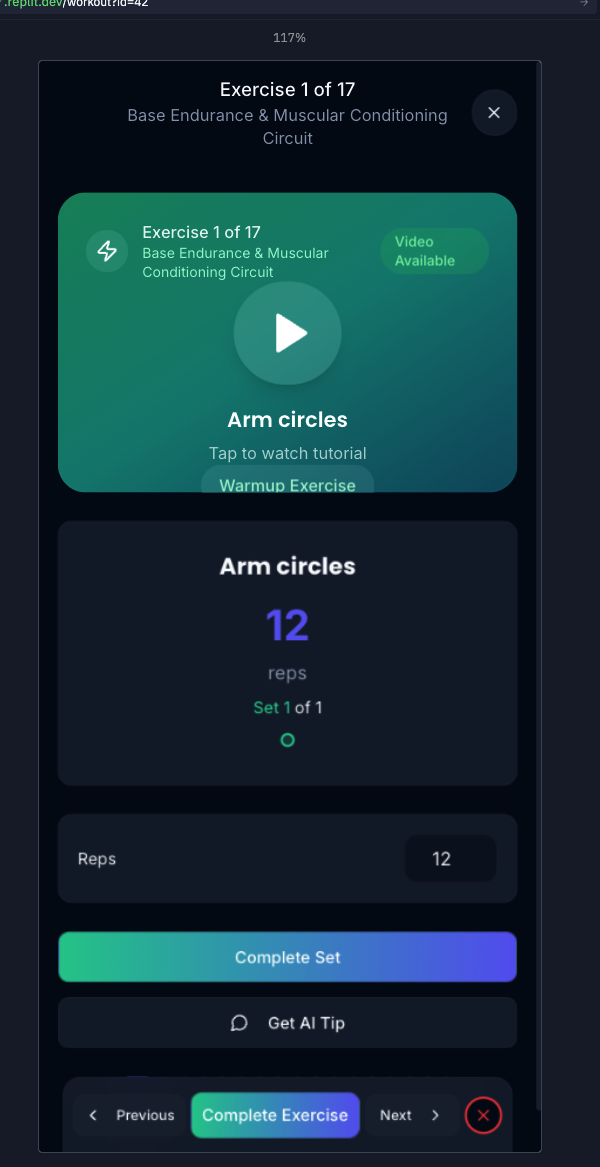 .replit.dev/workout?id=42
117%
Exercise 1 of 17
Base Endurance & Muscular Conditioning
Circuit
Exercise 1 of 17
Base Endurance & Muscular
Conditioning Circuit
Video
Available
Arm circles
Tap to watch tutorial
Warmup Exercise
Arm circles
12
reps
Set 1 of 1
Reps
12
Complete Set
Get AI Tip
Previous
Complete Exercise
Next